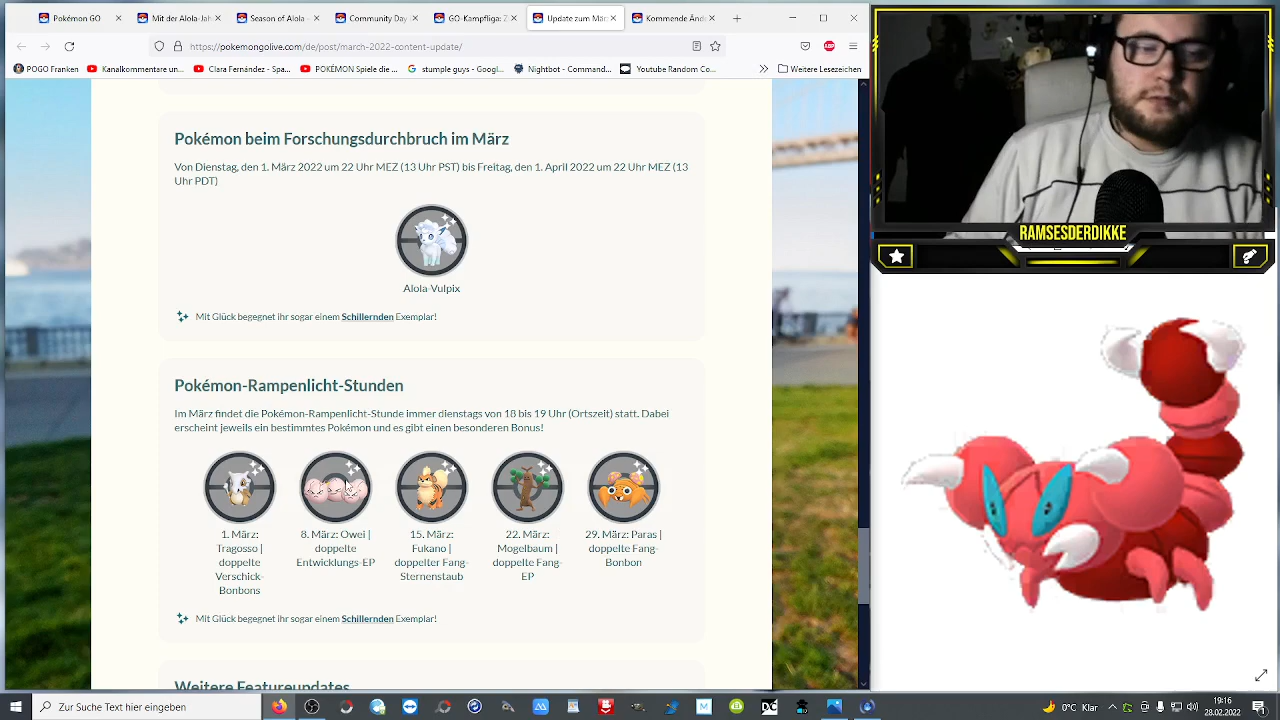 Pokémon GO
Mit der Alola-
Season of Alola-
Community-
GO Kampfliga: Z
Update zum Mär
Kommende Änd
https://pokemongolive.com/de/post/march-2022-content-update/
POGO Franken
Kanalkommentar – ...
Clara Fernández - Spa...
POKÉMON Spiele - ...
stumple guys - Googl...
Nightbot - Command...
Youtube Random Co...
Weitere Lesezeichen
Pokémon beim Forschungsdurchbruch im März
Von Dienstag, den 1. März 2022 um 22 Uhr MEZ (13 Uhr PST) bis Freitag, den 1. April 2022 um 22 Uhr MEZ (13
Uhr PDT)
Alola-Vulpix
Mit Glück begegnet ihr sogar einem Schillernden Exemplar!
Pokémon-Rampenlicht-Stunden
Im März findet die Pokémon-Rampenlicht-Stunde immer dienstags von 18 bis 19 Uhr (Ortszeit) statt. Dabei
erscheint jeweils ein bestimmtes Pokémon und es gibt einen besonderen Bonus!
1. März:
Tragosso |
doppelte
Verschick-
Bonbons
8. März: Owei |
doppelte
Entwicklungs-EP
15. März:
Fukano |
doppelter Fang-
Sternenstaub
22. März:
Mogelbaum |
doppelte Fang-
EP
29. März: Paras |
doppelte Fang-
Bonbon
Mit Glück begegnet ihr sogar einem Schillernden Exemplar!
Weitere Featureupdates
RAMSESDERDIKKE
Zur Suche Text hier eingeben
19:16
28.02.2022